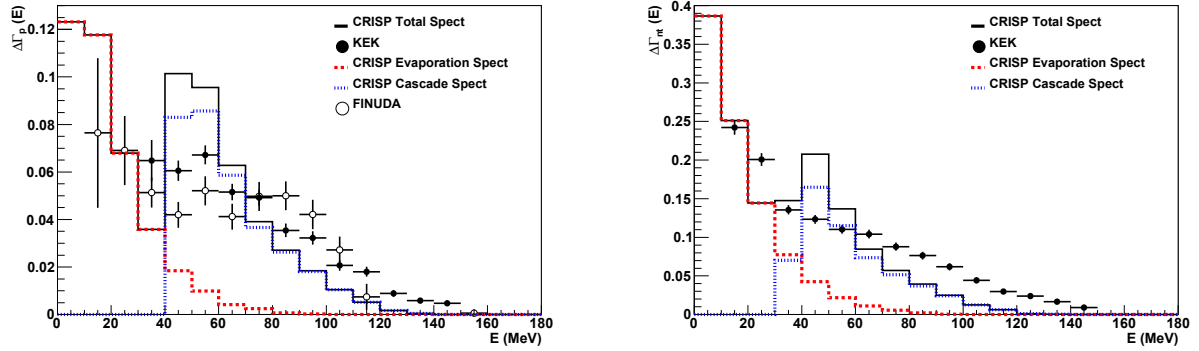 ΔΓp (E)
0.12
0.1
0.08
0.06
0.04
0.02
0
CRISP Total Spect
KEK
CRISP Evaporation Spect
CRISP Cascade Spect
FINUDA
0 20 40 60 80 100 120 140 160 180
E (MeV)
ΔΓnt (E)
0.4
0.35
0.3
0.25
0.2
0.15
0.1
0.05
0
CRISP Total Spect
KEK
CRISP Evaporation Spect
CRISP Cascade Spect
0 20 40 60 80 100 120 140 160 180
E (MeV)